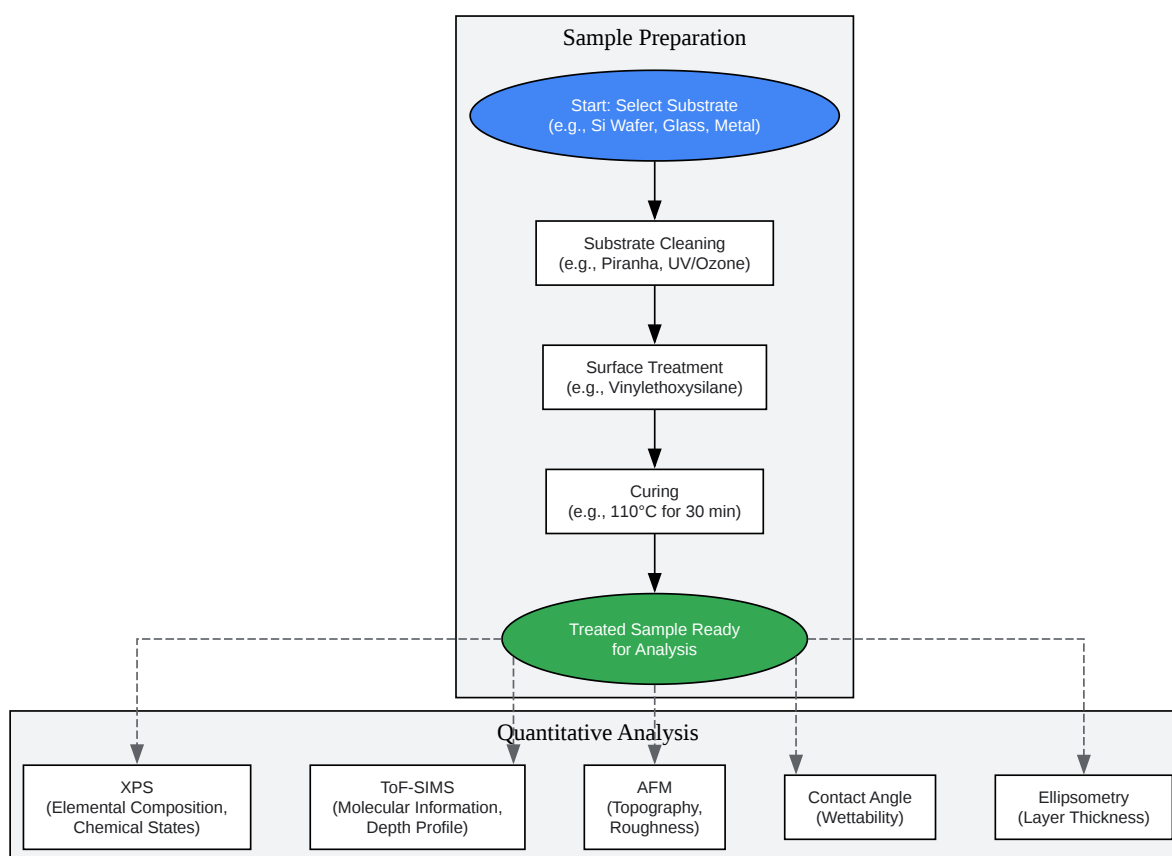 Sample Preparation
Start: Select Substrate
(e.g., Si Wafer, Glass, Metal)
Substrate Cleaning
(e.g., Piranha, UV/Ozone)
Surface Treatment
(e.g., Vinylethoxysilane)
Curing
(e.g., 110°C for 30 min)
Treated Sample Ready
for Analysis
Quantitative Analysis
XPS
(Elemental Composition,
Chemical States)
ToF-SIMS
(Molecular Information,
Depth Profile)
AFM
(Topography,
Roughness)
Contact Angle
(Wettability)
Ellipsometry
(Layer Thickness)